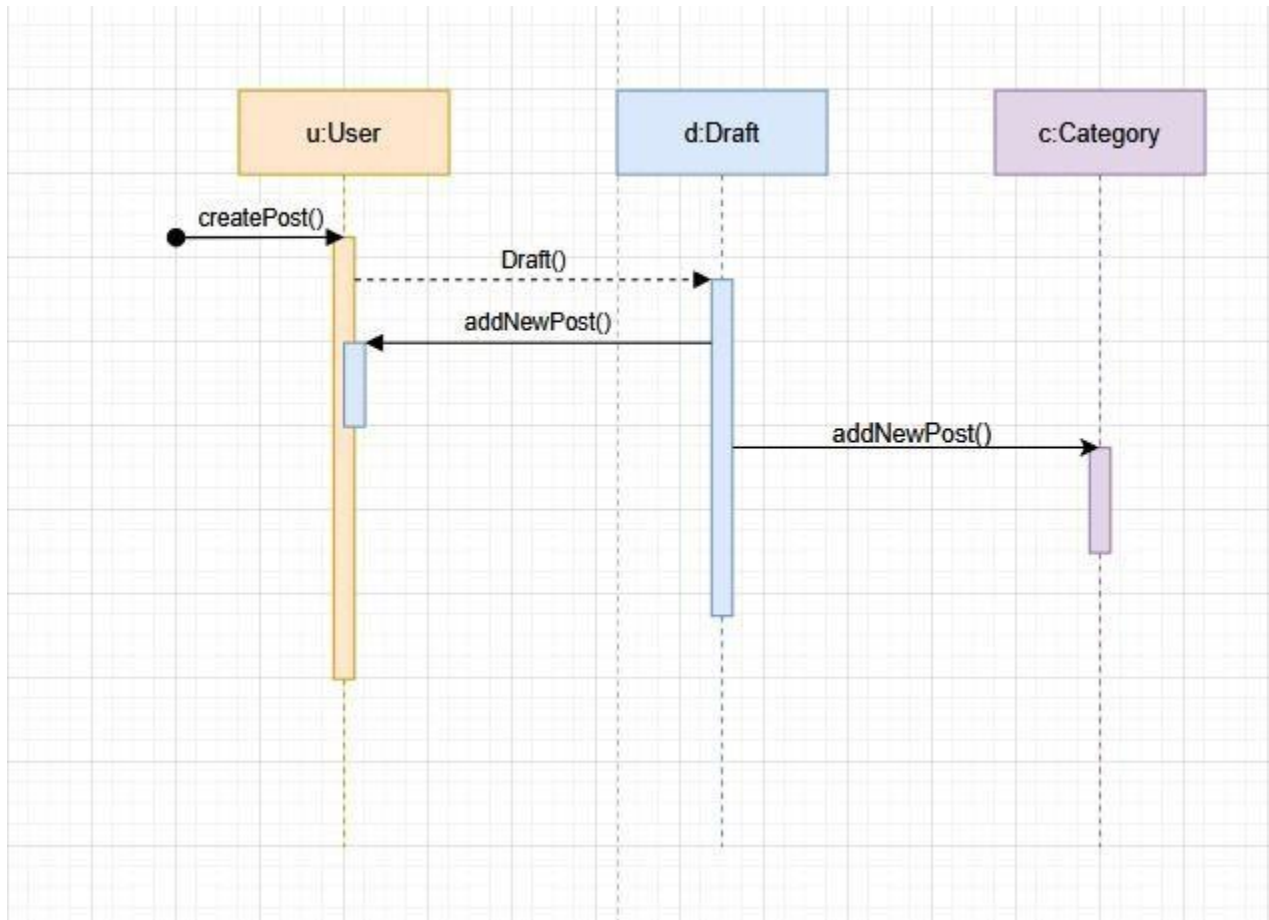 u:User
d:Draft
c:Category
createPost()
Draft()
addNewPost()
addNewPost()